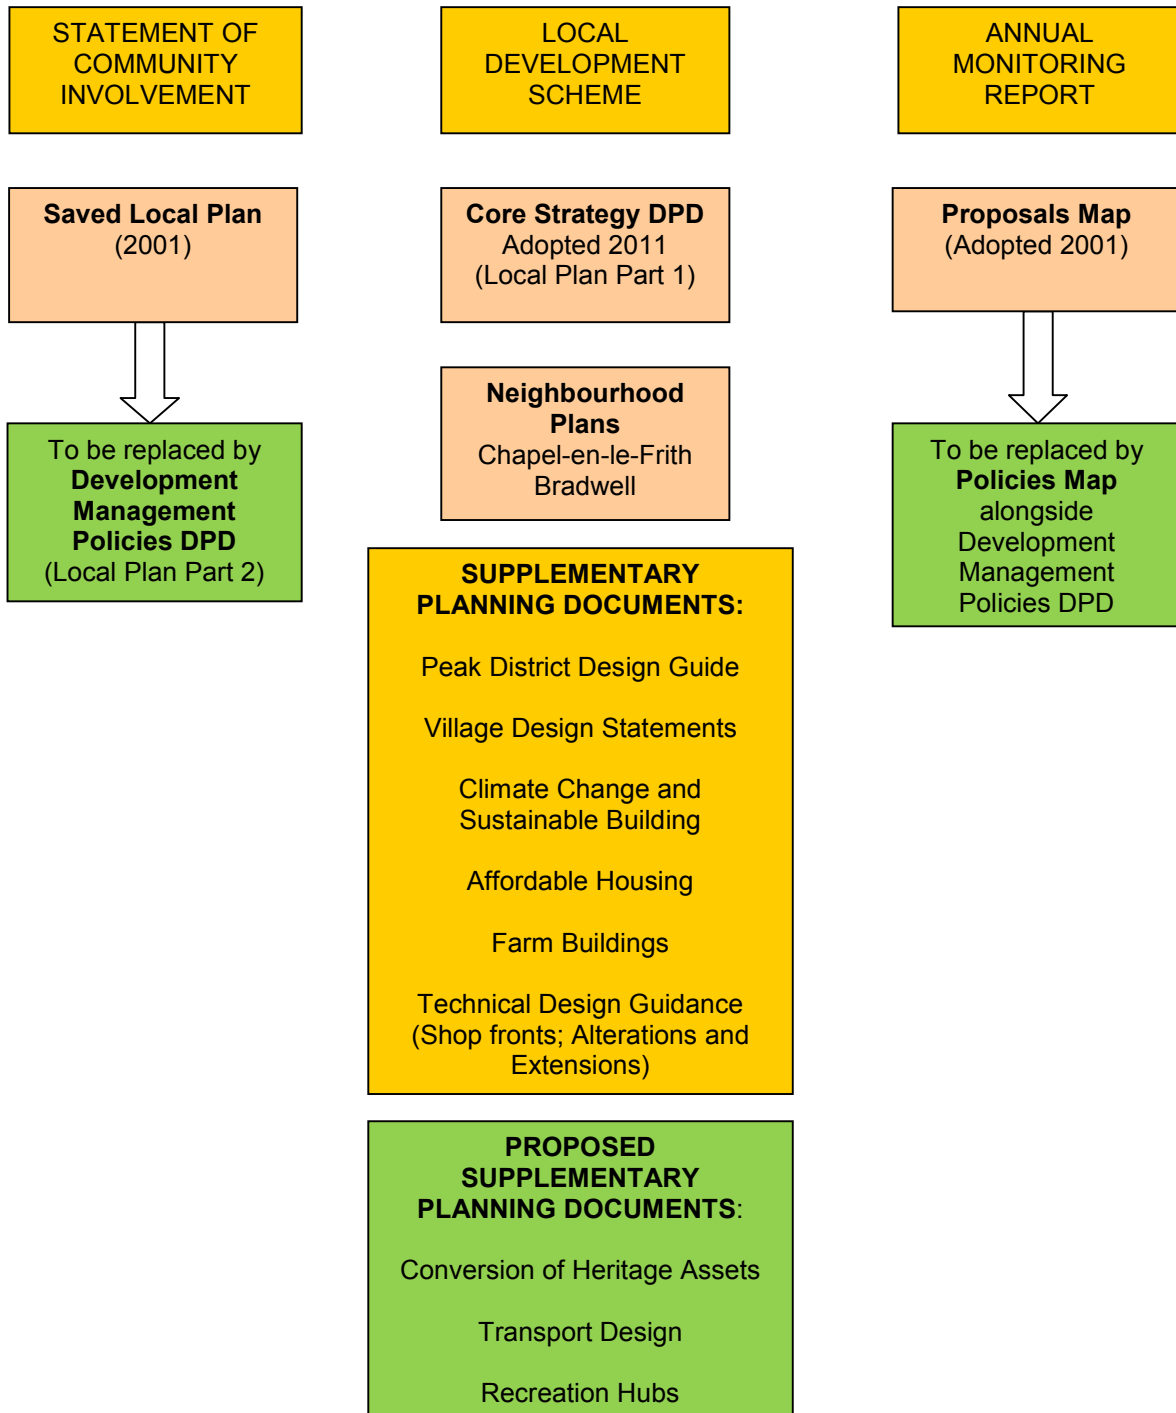 STATEMENT OF
COMMUNITY
INVOLVEMENT
LOCAL
DEVELOPMENT
SCHEME
ANNUAL
MONITORING
REPORT
Saved Local Plan
(2001)
Core Strategy DPD
Adopted 2011
(Local Plan Part 1)
Proposals Map
(Adopted 2001)
Neighbourhood
Plans
Chapel-en-le-Frith
Bradwell
To be replaced by
Development
Management
Policies DPD
(Local Plan Part 2)
To be replaced by
Policies Map
alongside
Development
Management
Policies DPD
SUPPLEMENTARY
PLANNING DOCUMENTS:
Peak District Design Guide
Village Design Statements
Climate Change and
Sustainable Building
Affordable Housing
Farm Buildings
Technical Design Guidance
(Shop fronts; Alterations and
Extensions)
PROPOSED
SUPPLEMENTARY
PLANNING DOCUMENTS:
Conversion of Heritage Assets
Transport Design
Recreation Hubs